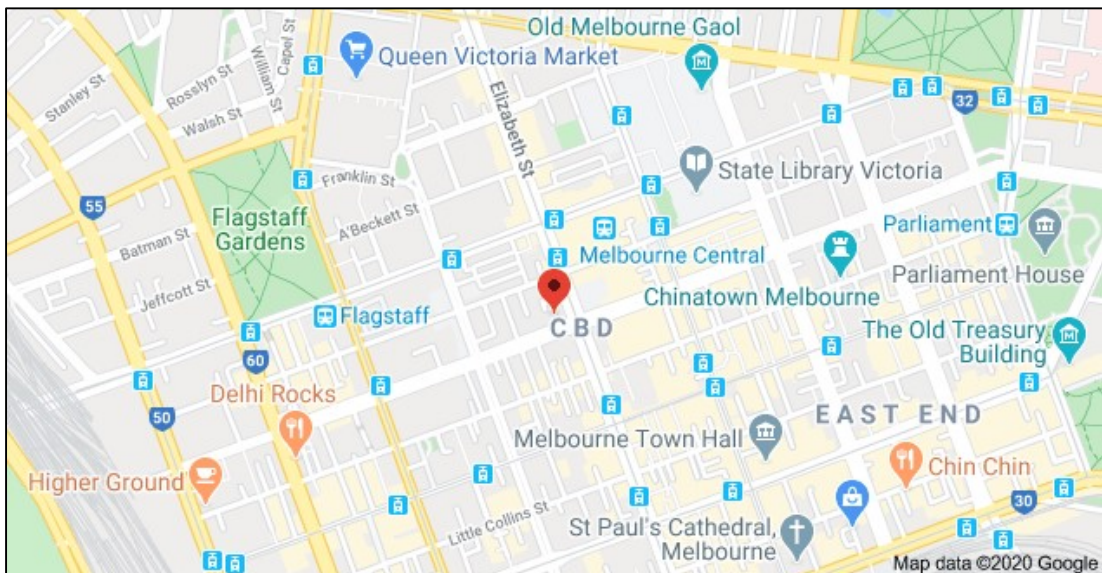 Old Melbourne Gaol
Queen Victoria Market
Capel St
William St
Rosslyn St
Stanley St
Walsh St
Elizabeth St
32
State Library Victoria
Franklin St
A'Beckett St
55
Flagstaff
Gardens
Batman St
Parliament
Melbourne Central
Parliament House
Jeffcott St
Chinatown Melbourne
Flagstaff
CBD
The Old Treasury
Building
60
Delhi Rocks
50
EAST END
Melbourne Town Hall
Higher Ground
Chin Chin
30
Little Collins St
St Paul's Cathedral,
Melbourne
Map data ©2020 Google